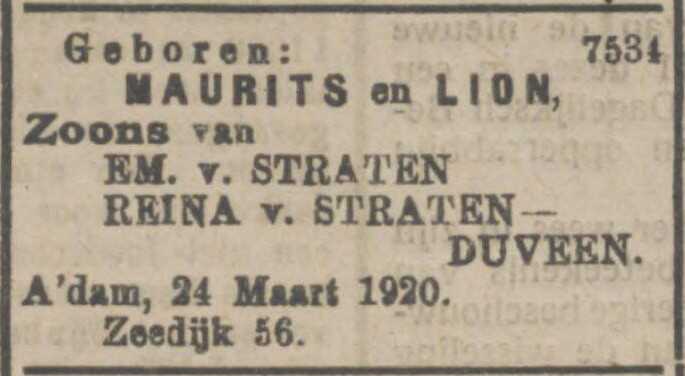 Geboren: 7534
MAURITS en LION,
Zoons van
EM. v. STRATEN
REINA v. STRATEN—
DUVEEN.
A'dam, 24 Maart 1920.
Zeedijk 56.